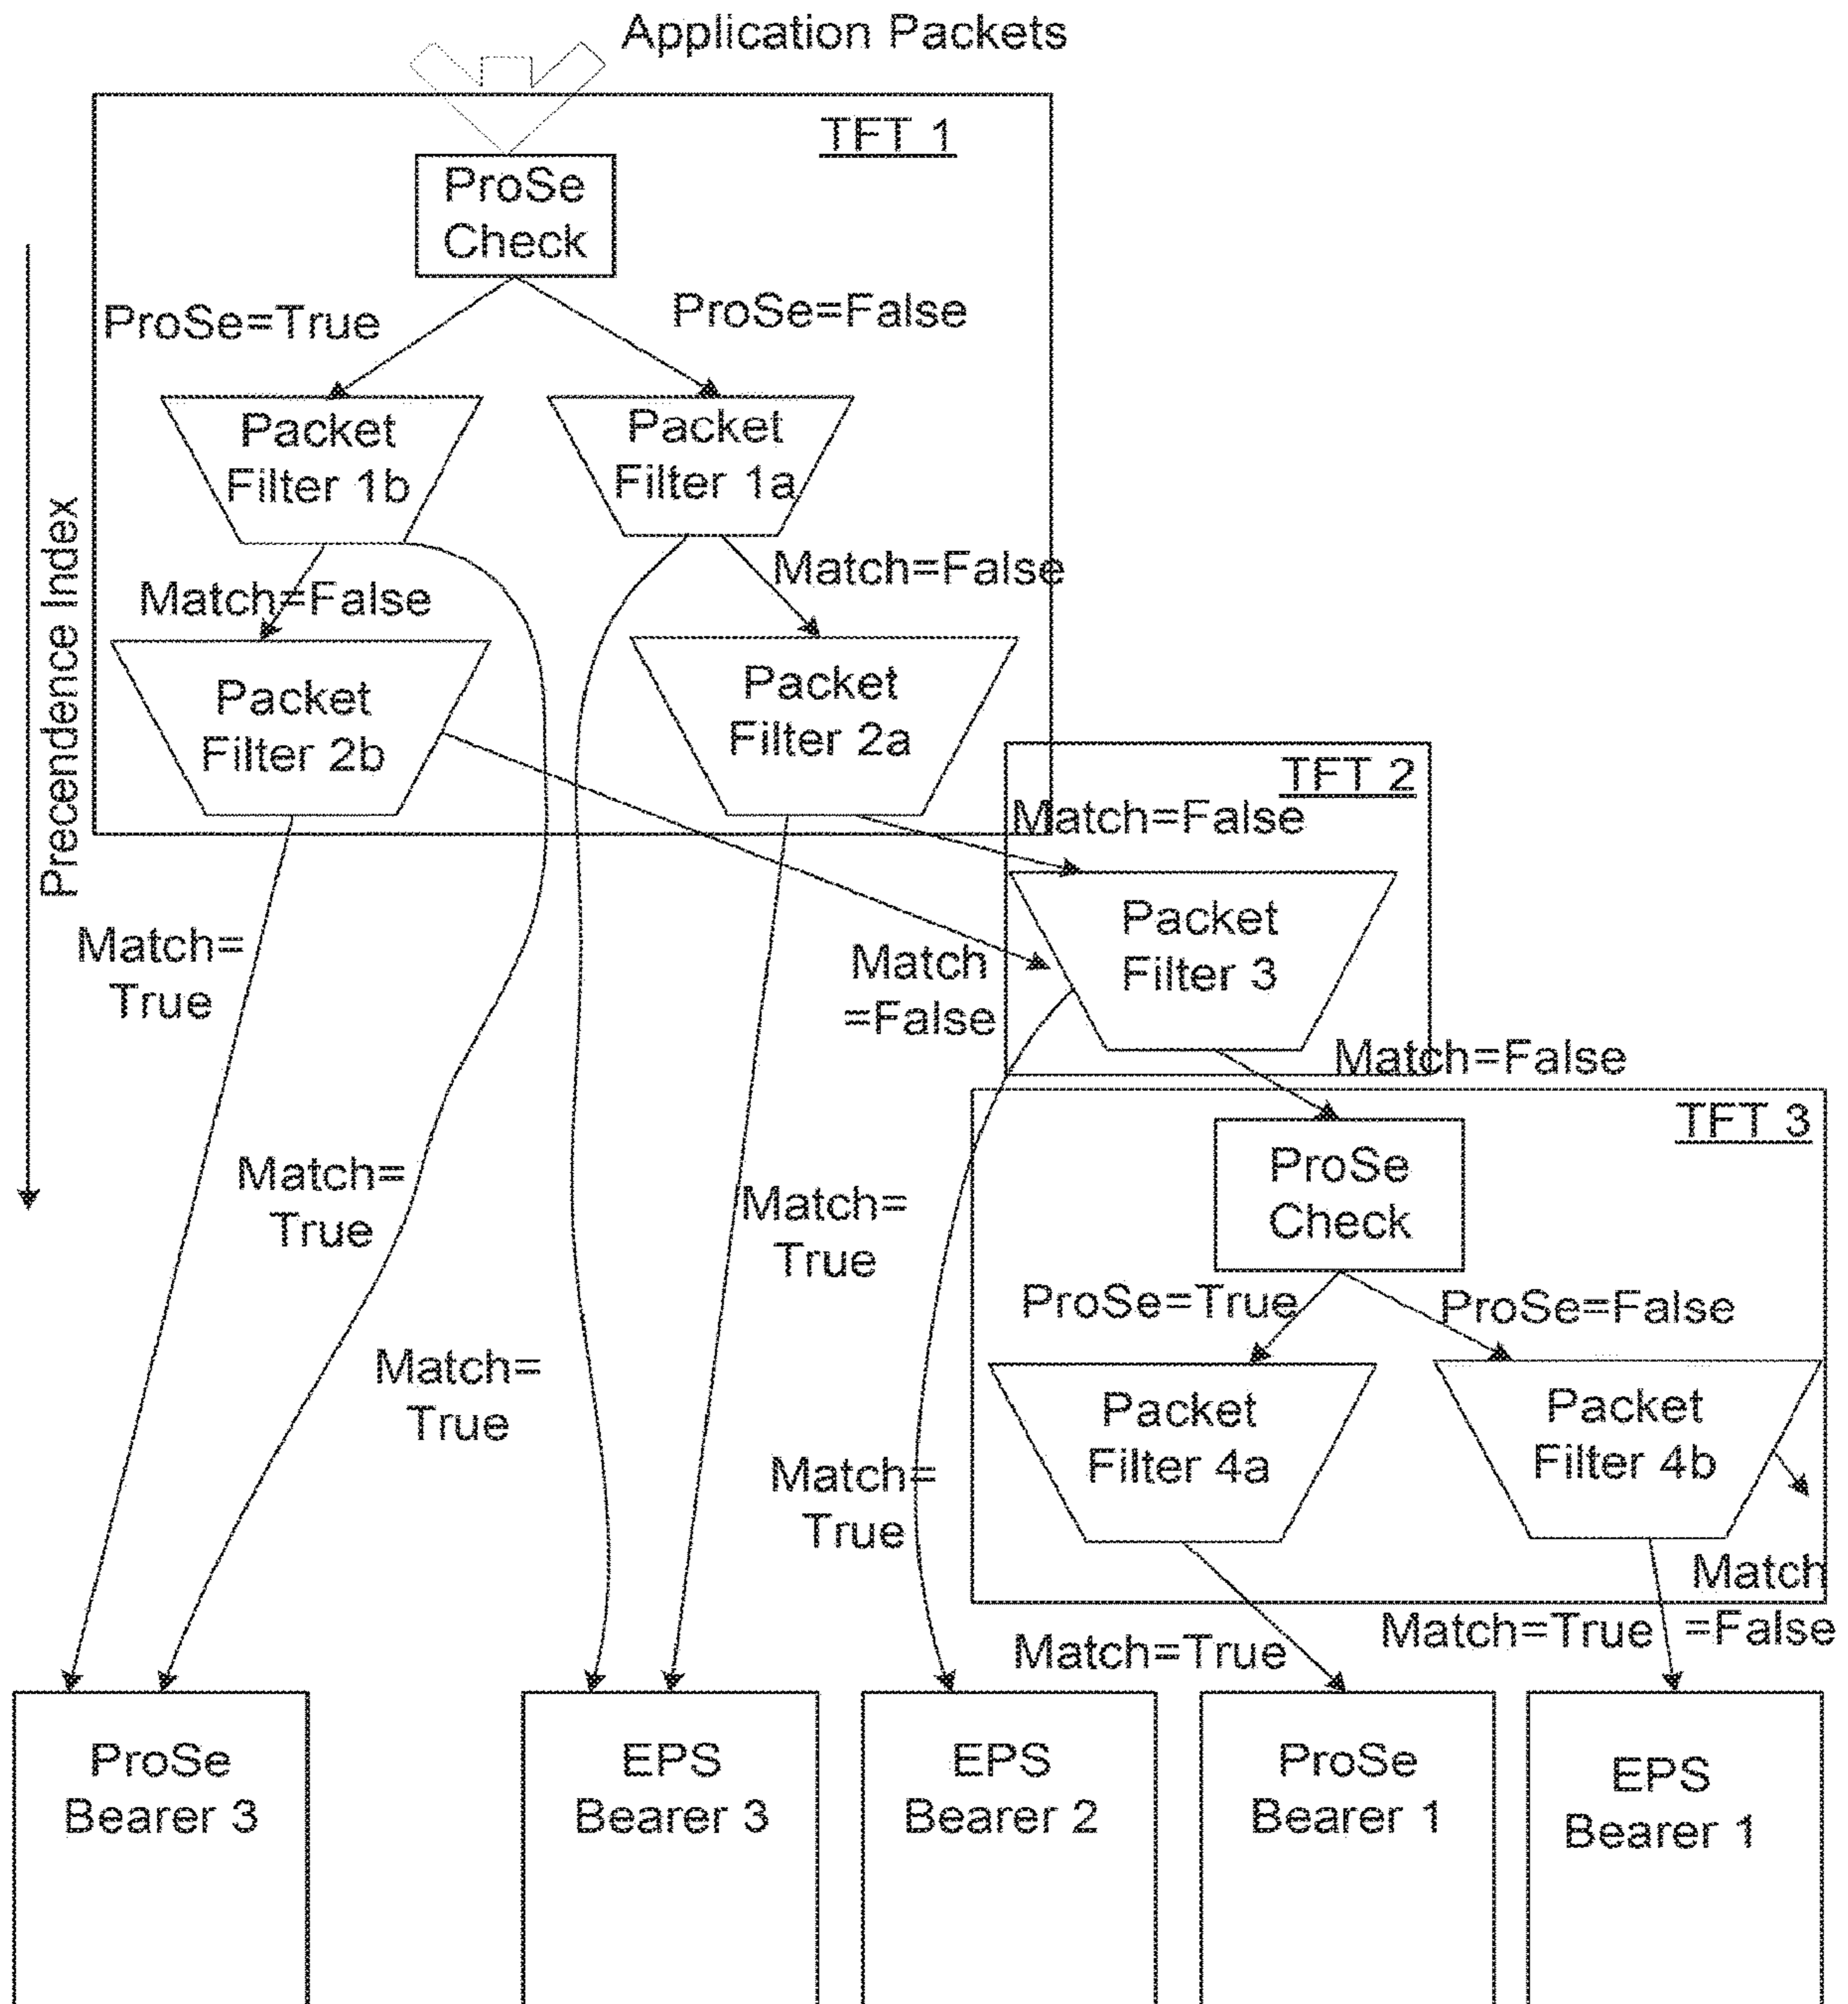 Application Packets
TFT 1
ProSe
Check
ProSe=True
ProSe=False
Packet
Filter 1b
Packet
Filter 1a
Match=False
Match=False
Precendence Index
Packet
Filter 2b
Packet
Filter 2a
TFT 2
Match=False
Packet
Filter 3
Match=
True
Match
=False
Match=False
TFT 3
ProSe
Check
Match=
True
Match=
True
ProSe=True
ProSe=False
Match=
True
Packet
Filter 4a
Packet
Filter 4b
Match=
True
Match
=False
Match=True
Match=True
ProSe
Bearer 3
EPS
Bearer 3
EPS
Bearer 2
ProSe
Bearer 1
EPS
Bearer 1